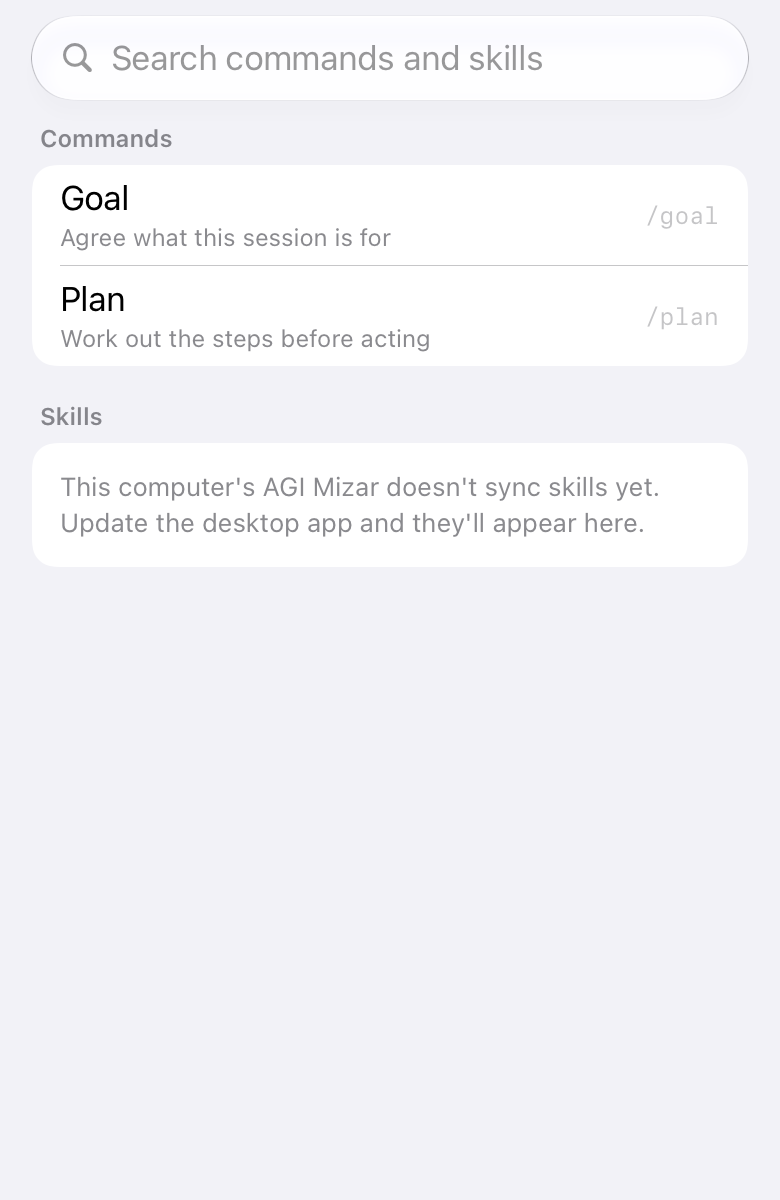 Search commands and skills
Commands
Goal
Agree what this session is for
/goal
Plan
Work out the steps before acting
/plan
Skills
This computer's AGI Mizar doesn't sync skills yet.
Update the desktop app and they'll appear here.